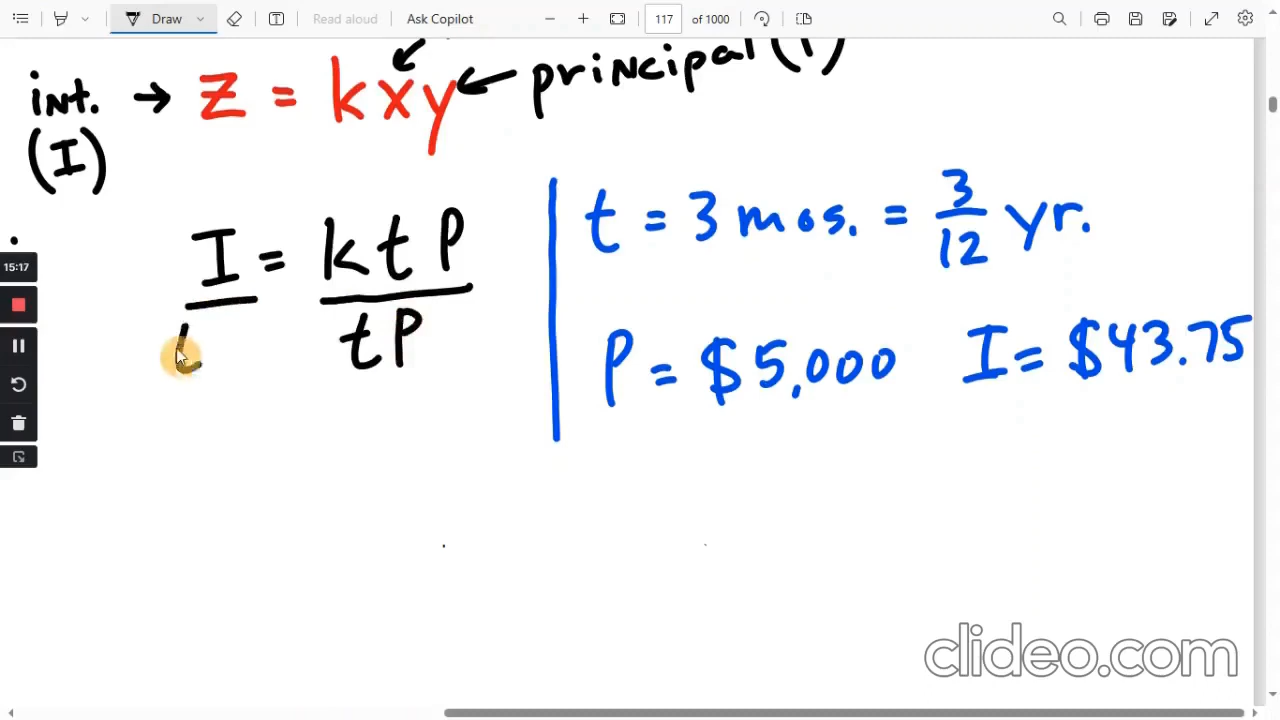 Draw
Read aloud
Ask Copilot
117 of 1000
principal (
int. → z = kxy ←
(I)
t = 3 mos. = 3/12 yr.
I = ktP
tP
P = $5,000 I = $43.75
15:17
clideo.com